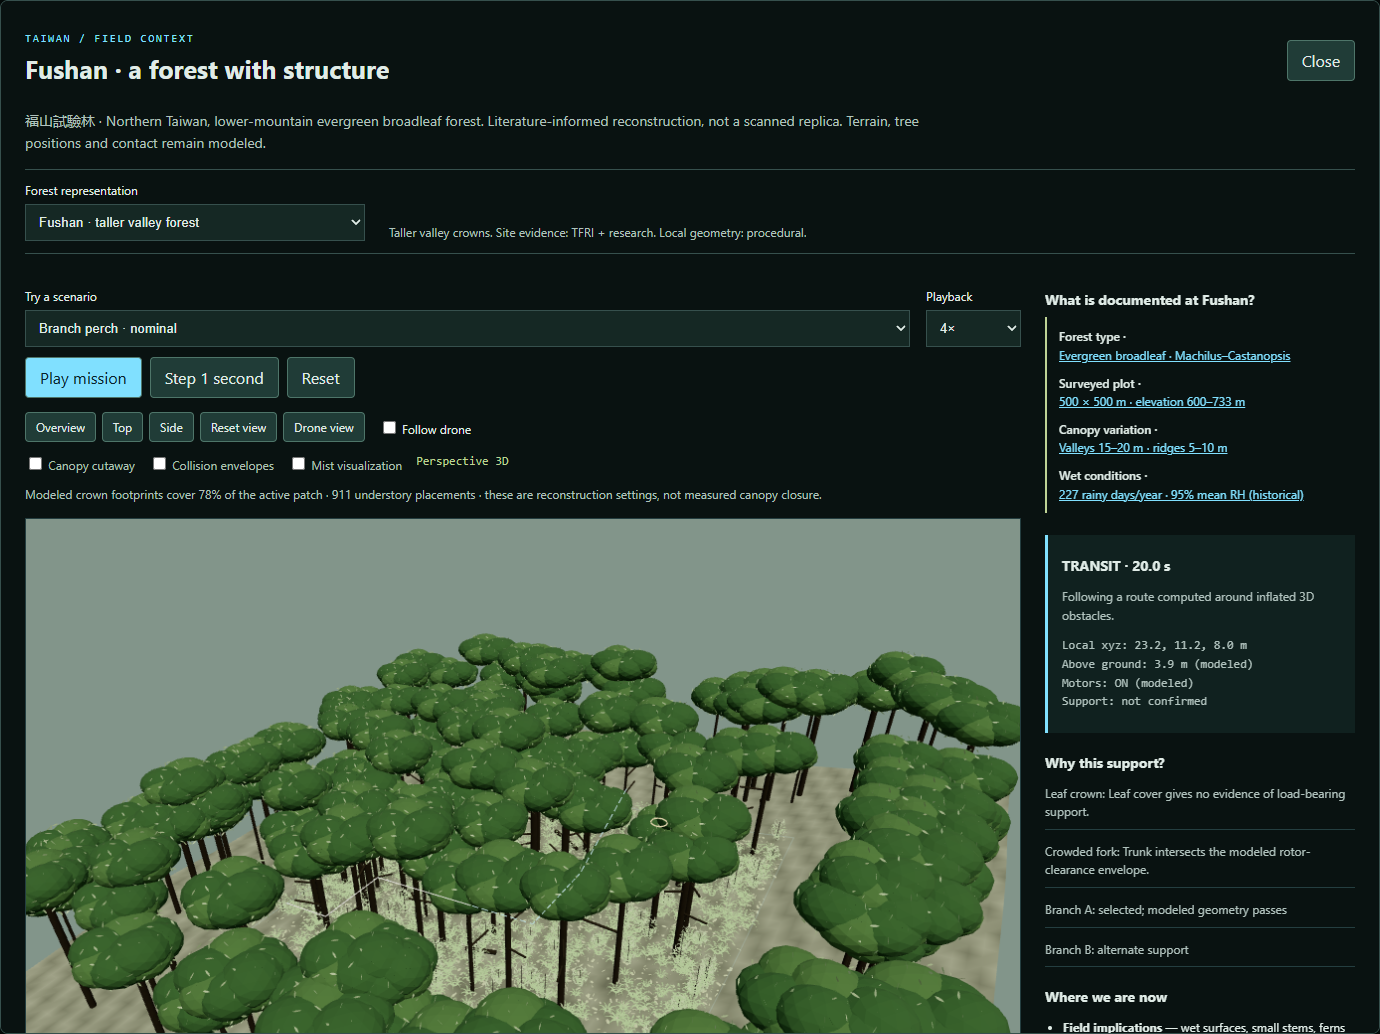 TAIWAN / FIELD CONTEXT
Fushan · a forest with structure
Close
福山試驗林 · Northern Taiwan, lower-mountain evergreen broadleaf forest. Literature-informed reconstruction, not a scanned replica. Terrain, tree
positions and contact remain modeled.
Forest representation
Fushan · taller valley forest
Taller valley crowns. Site evidence: TFRI + research. Local geometry: procedural.
Try a scenario
Playback
Branch perch · nominal
4×
Play mission
Step 1 second
Reset
Overview
Top
Side
Reset view
Drone view
Follow drone
Canopy cutaway
Collision envelopes
Mist visualization
Perspective 3D
Modeled crown footprints cover 78% of the active patch · 911 understory placements · these are reconstruction settings, not measured canopy closure.
What is documented at Fushan?
Forest type ·
Evergreen broadleaf · Machilus–Castanopsis
Surveyed plot ·
500 × 500 m · elevation 600–733 m
Canopy variation ·
Valleys 15–20 m · ridges 5–10 m
Wet conditions ·
227 rainy days/year · 95% mean RH (historical)
TRANSIT · 20.0 s
Following a route computed around inflated 3D
obstacles.
Local xyz: 23.2, 11.2, 8.0 m
Above ground: 3.9 m (modeled)
Motors: ON (modeled)
Support: not confirmed
Why this support?
Leaf crown: Leaf cover gives no evidence of load-bearing
support.
Crowded fork: Trunk intersects the modeled rotor-
clearance envelope.
Branch A: selected; modeled geometry passes
Branch B: alternate support
Where we are now
• Field implications — wet surfaces, small stems, ferns